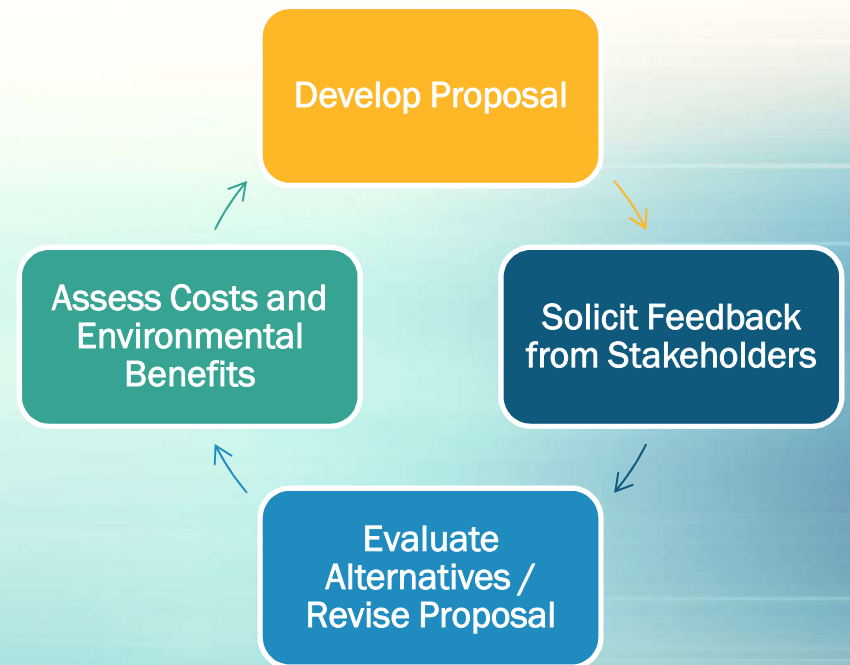 Develop Proposal
Solicit Feedback
from Stakeholders
Evaluate
Alternatives /
Revise Proposal
Assess Costs and
Environmental
Benefits